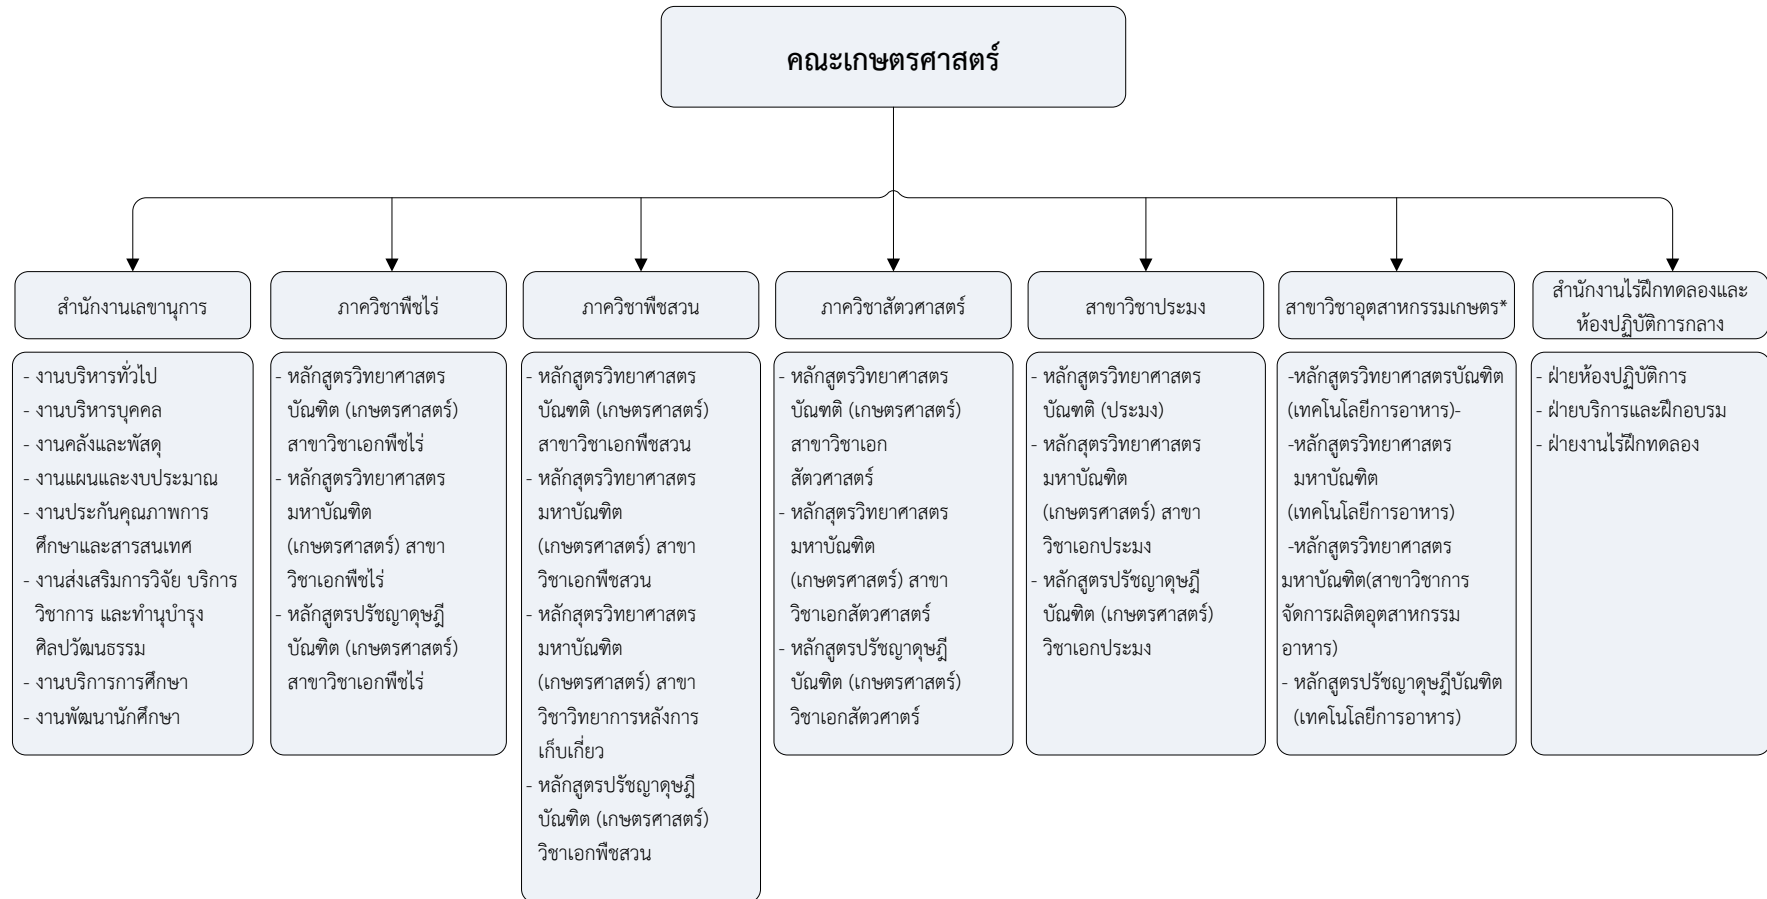 คณะเกษตรศาสตร์
สำนักงานเลขานุการ
- งานบริหารทั่วไป
- งานบริหารบุคคล
- งานคลังและพัสดุ
- งานแผนและงบประมาณ
- งานประกันคุณภาพการ
ศึกษาและสารสนเทศ
- งานส่งเสริมการวิจัย บริการ
วิชาการ และทำนุบำรุง
ศิลปวัฒนธรรม
- งานบริการการศึกษา
- งานพัฒนานักศึกษา
ภาควิชาพืชไร่
- หลักสูตรวิทยาศาสตร
บัณฑิต (เกษตรศาสตร์)
สาขาวิชาเอกพืชไร่
- หลักสูตรวิทยาศาสตร
มหาบัณฑิต
(เกษตรศาสตร์) สาขา
วิชาเอกพืชไร่
- หลักสูตรปรัชญาดุษฎี
บัณฑิต (เกษตรศาสตร์)
สาขาวิชาเอกพืชไร่
ภาควิชาพืชสวน
- หลักสูตรวิทยาศาสตร
บัณฑติ (เกษตรศาสตร์)
สาขาวิชาเอกพืชสวน
- หลักสุตรวิทยาศาสตร
มหาบัณฑิต
(เกษตรศาสตร์) สาขา
วิชาเอกพืชสวน
- หลักสูตรวิทยาศาสตร
มหาบัณฑิต
(เกษตรศาสตร์) สาขา
วิชาวิทยาการหลังการ
เก็บเกี่ยว
- หลักสูตรปรัชญาดุษฎี
บัณฑิต (เกษตรศาสตร์)
วิชาเอกพืชสวน
ภาควิชาสัตวศาสตร์
- หลักสูตรวิทยาศาสตร
บัณฑติ (เกษตรศาสตร์)
สาขาวิชาเอก
สัตวศาสตร์
- หลักสุตรวิทยาศาสตร
มหาบัณฑิต
(เกษตรศาสตร์) สาขา
วิชาเอกสัตวศาสตร์
- หลักสูตรปรัชญาดุษฎี
บัณฑิต (เกษตรศาสตร์)
วิชาเอกสัตวศาตร์
สาขาวิชาประมง
- หลักสูตรวิทยาศาสตร
บัณฑติ (ประมง)
- หลักสูตรวิทยาศาสตร
มหาบัณฑิต
(เกษตรศาสตร์) สาขา
วิชาเอกประมง
- หลักสูตรปรัชญาดุษฎี
บัณฑิต (เกษตรศาสตร์)
วิชาเอกประมง
สาขาวิชาอุตสาหกรรมเกษตร*
-หลักสูตรวิทยาศาสตรบัณฑิต
(เทคโนโลยีการอาหาร)-
-หลักสูตรวิทยาศาสตร
มหาบัณฑิต
(เทคโนโลยีการอาหาร)
-หลักสูตรวิทยาศาสตร
มหาบัณฑิต(สาขาวิชาการ
จัดการผลิตอุตสาหกรรม
อาหาร)
- หลักสูตรปรัชญาดุษฎีบัณฑิต
(เทคโนโลยีการอาหาร)
สำนักงานไร่ฝึกทดลองและ
ห้องปฏิบัติการกลาง
- ฝ่ายห้องปฏิบัติการ
- ฝ่ายบริการและฝึกอบรม
- ฝ่ายงานไร่ฝึกทดลอง